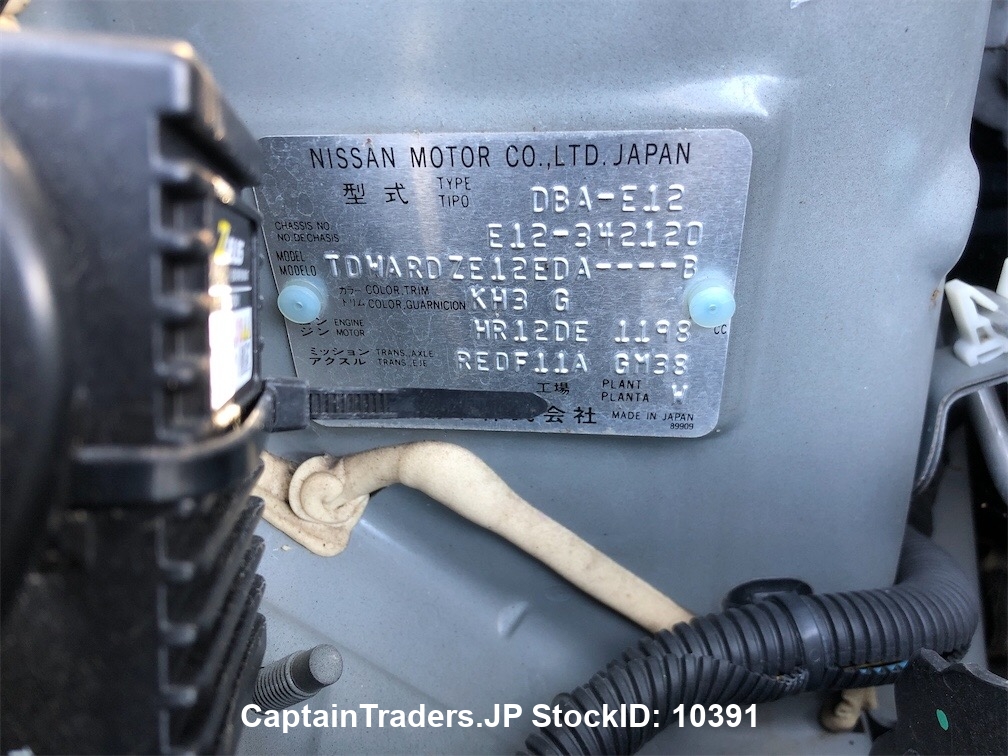 NISSAN MOTOR CO.,LTD. JAPAN
型式 TYPE TIPO DBA-E12
CHASSIS NO. NO. DE CHASIS E12-342120
MODEL MODELO TDWARDZE12EDA----B
カラー COLOR,TRIM トリム COLOR,GUARNICION KH3 G
ジン ENGINE MOTOR HR12DE 1198 CC
ミッション TRANS.,AXLE アクスル TRANS.,EJE REDF11A GM38
工場 PLANT PLANTA W
会社 MADE IN JAPAN
89909
CaptainTraders.JP StockID: 10391